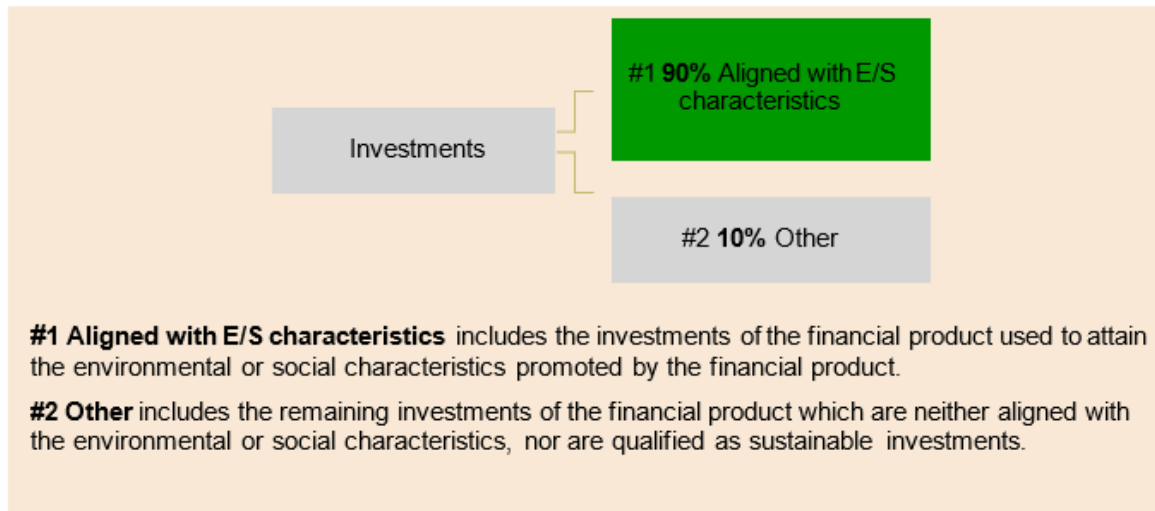 #1 90% Aligned with E/S
characteristics
Investments
#2 10% Other
#1 Aligned with E/S characteristics includes the investments of the financial product used to attain
the environmental or social characteristics promoted by the financial product.
#2 Other includes the remaining investments of the financial product which are neither aligned with
the environmental or social characteristics, nor are qualified as sustainable investments.